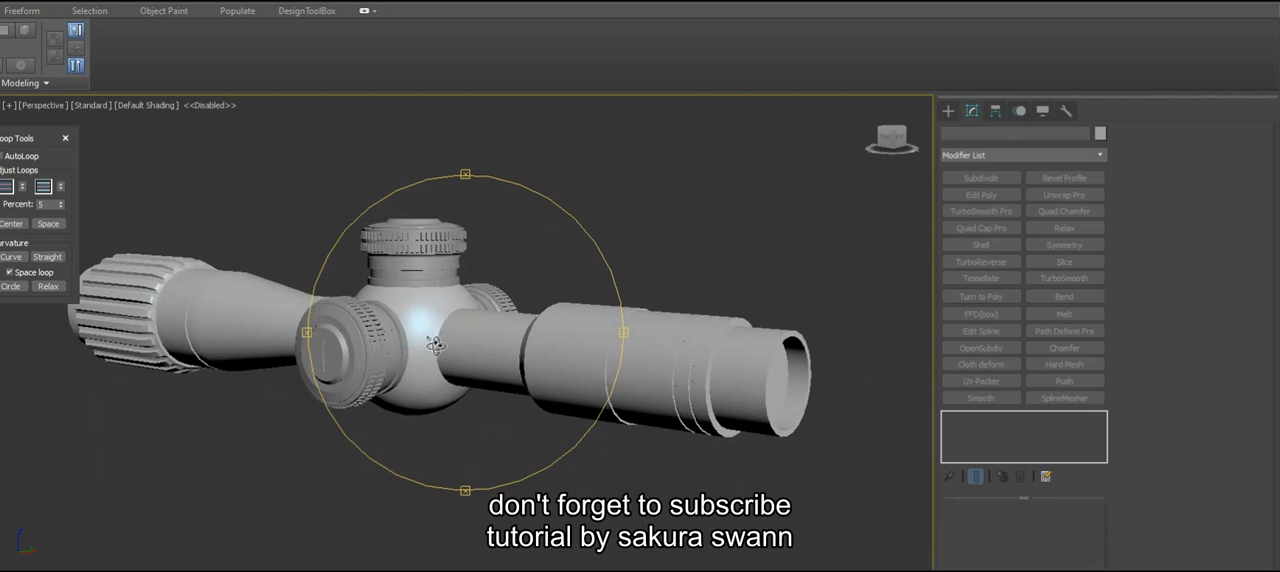 Freeform Selection Object Paint Populate DesignToolBox
Modeling
[+] [Perspective] [Standard] [Default Shading] <<Disabled>>
oop Tools
AutoLoop
djust Loops
Percent: 5
Center Space
urvature
Curve Straight
Space loop
Circle Relax
Modifier List
Subdivide Bevel Profile
Edit Poly Unwrap Pro
TurboSmooth Pro Quad Chamfer
Quad Cap Pro Relax
Shell Symmetry
TurboReverse Slice
Tessellate TurboSmooth
Turn to Poly Bend
FFD(box) Melt
Edit Spline Path Deform Pro
OpenSubdiv Chamfer
Cloth deform Hard Mesh
UV-Packer Push
Smooth SplineMesher
don't forget to subscribe
tutorial by sakura swann